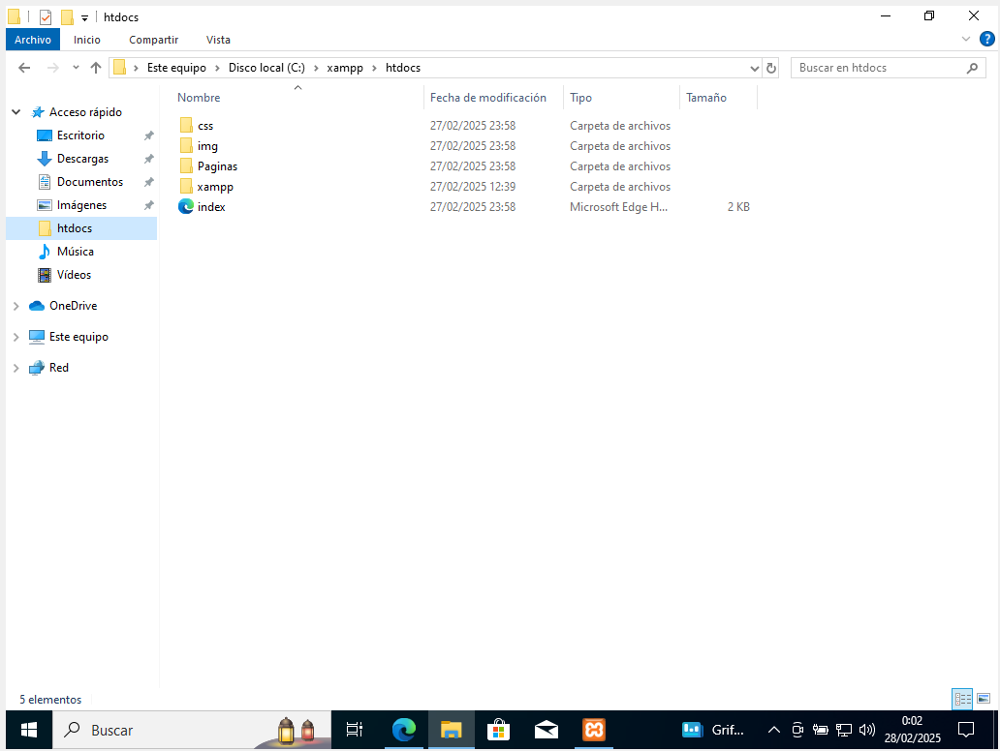 htdocs
Archivo Inicio Compartir Vista
Este equipo Disco local (C:) xampp htdocs Buscar en htdocs
Nombre Fecha de modificación Tipo Tamaño
Acceso rápido
Escritorio
Descargas
Documentos
Imágenes
htdocs
Música
Vídeos
OneDrive
Este equipo
Red
css 27/02/2025 23:58 Carpeta de archivos
img 27/02/2025 23:58 Carpeta de archivos
Paginas 27/02/2025 23:58 Carpeta de archivos
xampp 27/02/2025 12:39 Carpeta de archivos
index 27/02/2025 23:58 Microsoft Edge H... 2 KB
5 elementos
Buscar
Grif...
0:02
28/02/2025